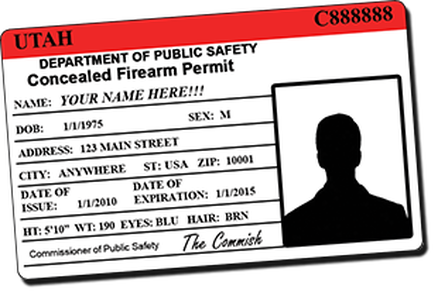 UTAH C888888
DEPARTMENT OF PUBLIC SAFETY
Concealed Firearm Permit
NAME: YOUR NAME HERE!!!
DOB: 1/1/1975 SEX: M
ADDRESS: 123 MAIN STREET
CITY: ANYWHERE ST: USA ZIP: 10001
DATE OF ISSUE: 1/1/2010 DATE OF EXPIRATION: 1/1/2015
HT: 5'10" WT: 190 EYES: BLU HAIR: BRN
Commissioner of Public Safety The Commish